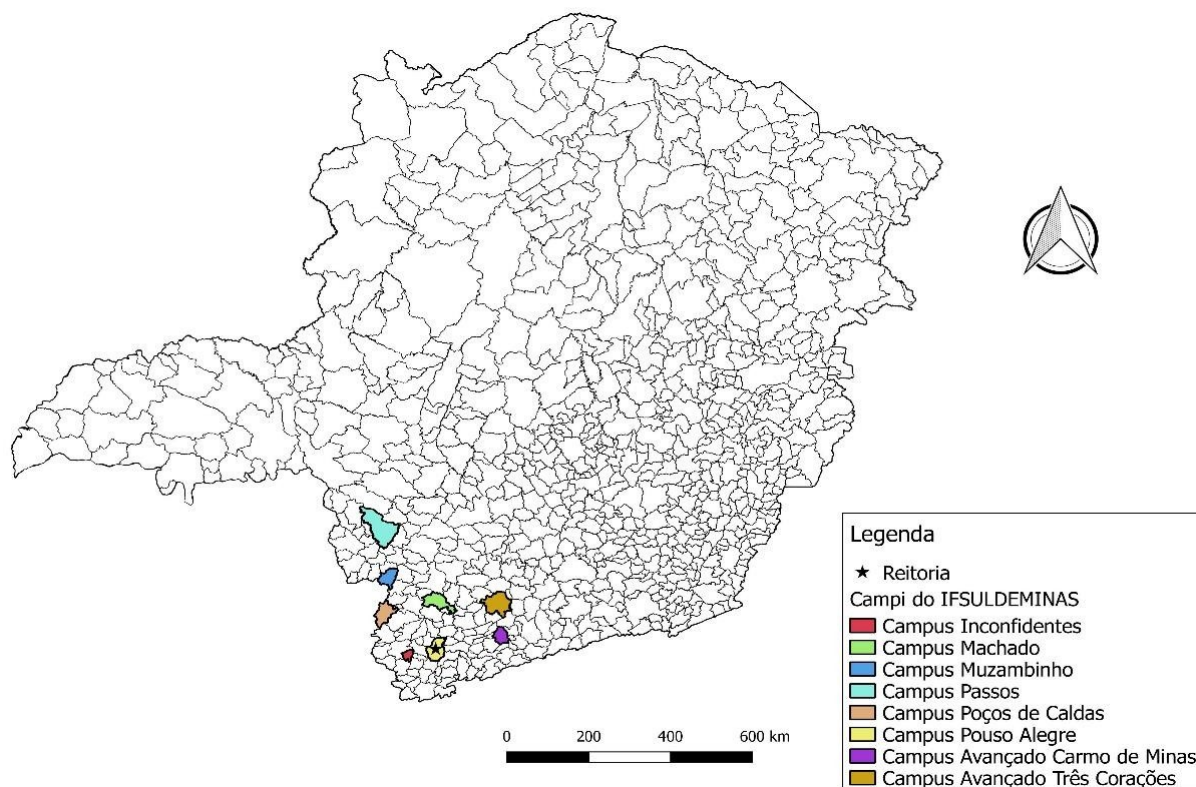 Legenda
Reitoria
Campi do IFSULDEMINAS
Campus Inconfidentes
Campus Machado
Campus Muzambinho
Campus Passos
Campus Poços de Caldas
Campus Pouso Alegre
Campus Avançado Carmo de Minas
Campus Avançado Três Corações
0 200 400 600 km